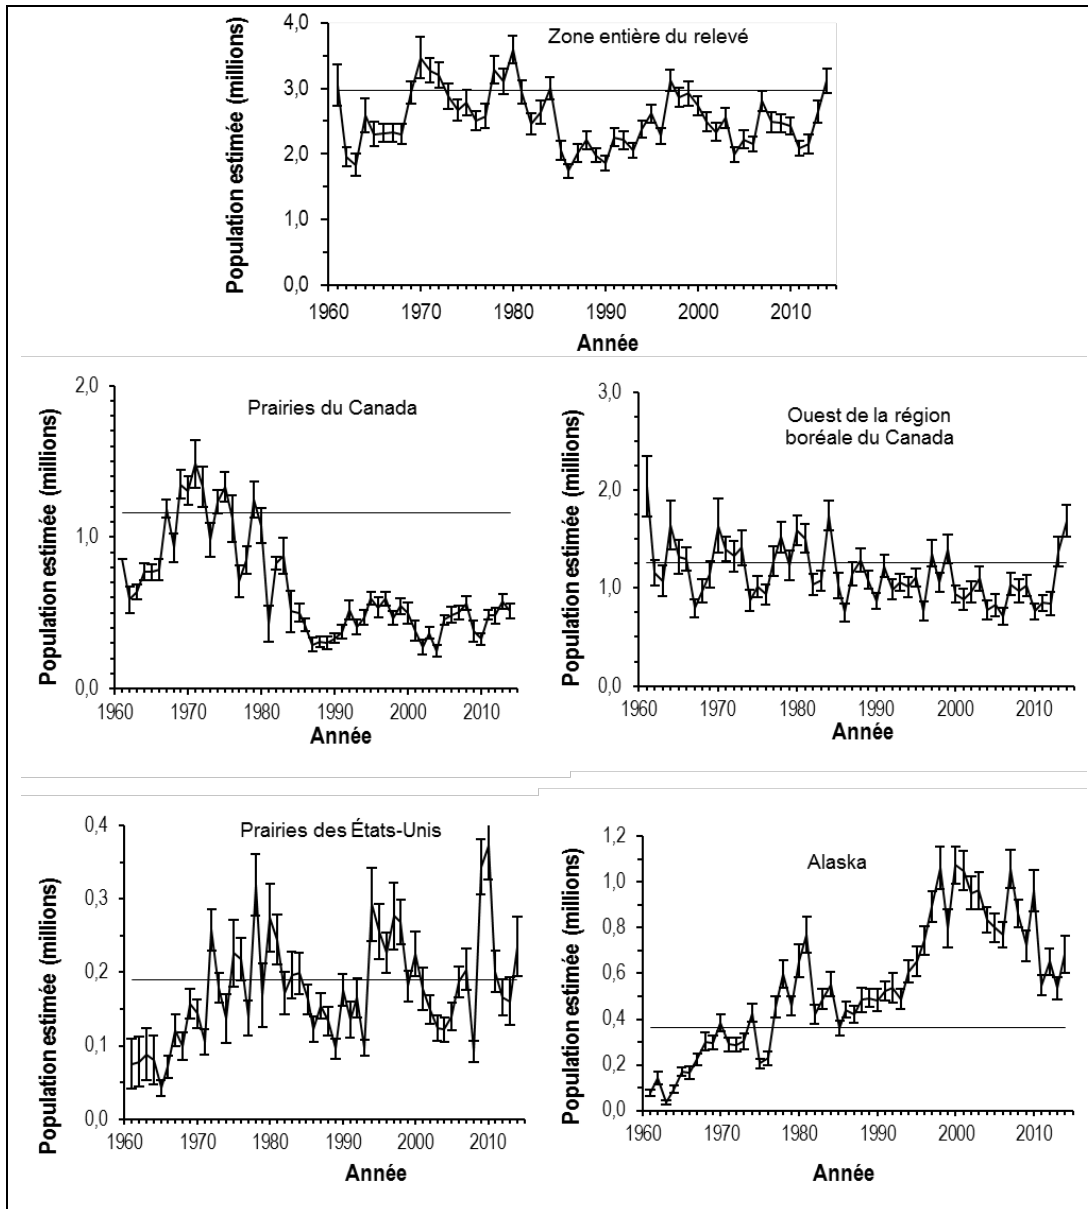 Zone entière du relevé
Population estimée (millions)
4,0
3,0
2,0
1,0
0,0
1960 1970 1980 1990 2000 2010
Année
Prairies du Canada
Population estimée (millions)
2,0
1,0
0,0
1960 1970 1980 1990 2000 2010
Année
Ouest de la région
boréale du Canada
Population estimée (millions)
3,0
2,0
1,0
0,0
1960 1970 1980 1990 2000 2010
Année
Prairies des États-Unis
Population estimée (millions)
0,4
0,3
0,2
0,1
0,0
1960 1970 1980 1990 2000 2010
Année
Alaska
Population estimée (millions)
1,2
1,0
0,8
0,6
0,4
0,2
0,0
1960 1970 1980 1990 2000 2010
Année